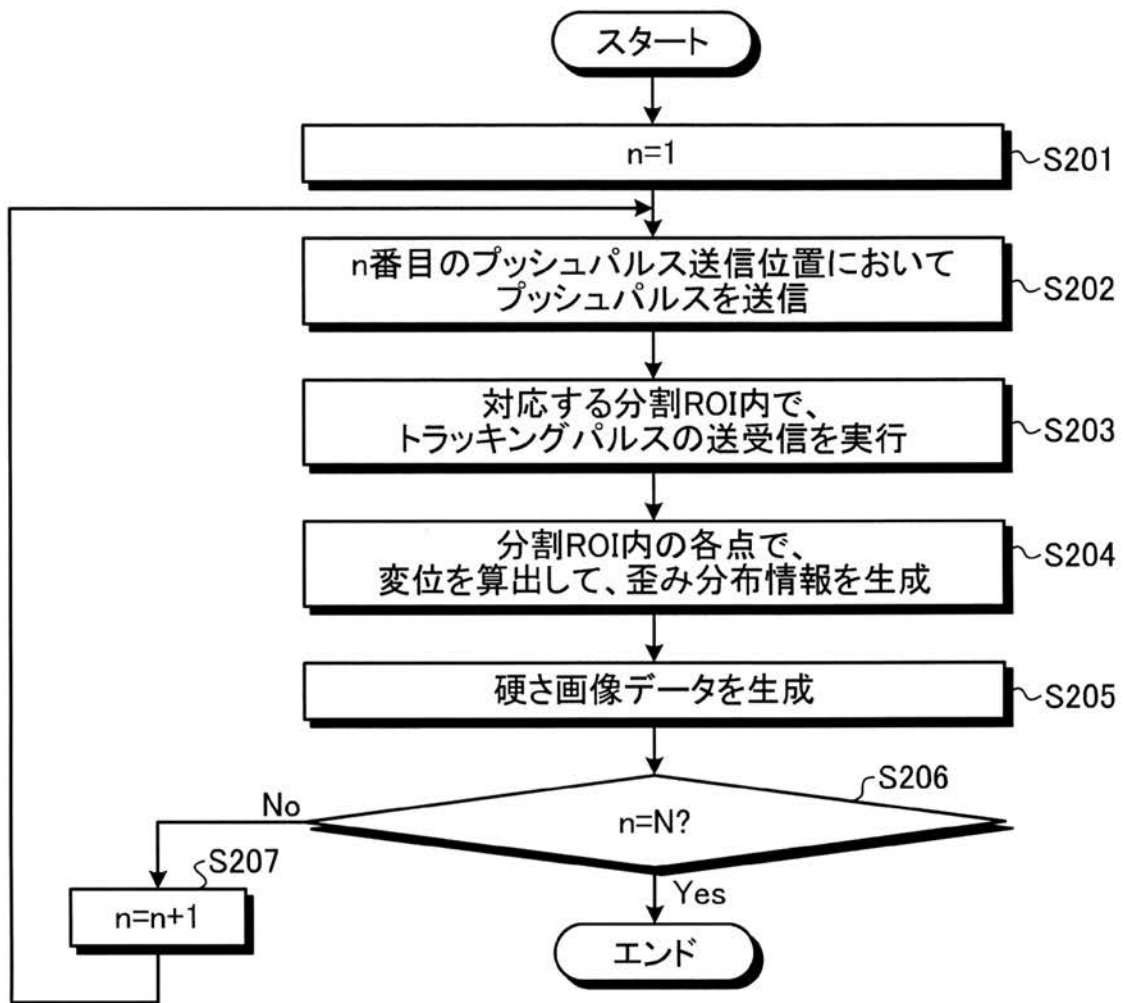 スタート
n=1
S201
n番目のプッシュパルス送信位置において
プッシュパルスを送信
S202
対応する分割ROI内で、
トラッキングパルスの送受信を実行
S203
分割ROI内の各点で、
変位を算出して、歪み分布情報を生成
S204
硬さ画像データを生成
S205
S206
n=N?
No
S207
n=n+1
Yes
エンド